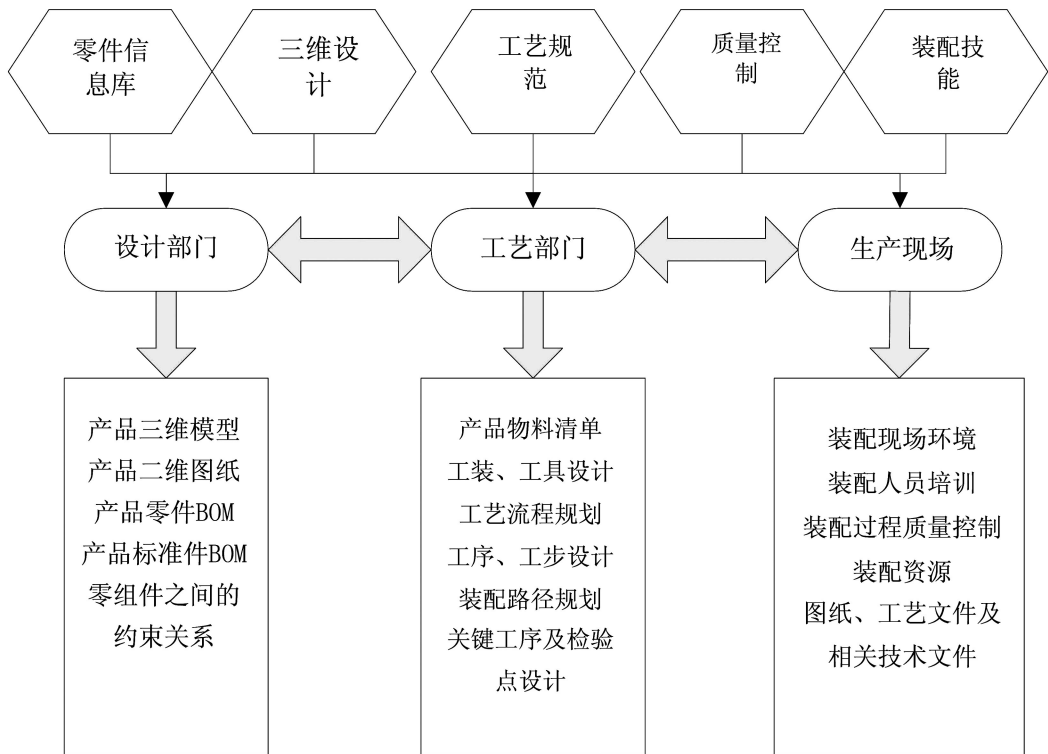 零件信
息库
三维设
计
工艺规
范
质量控
制
装配技
能
设计部门
工艺部门
生产现场
产品三维模型
产品二维图纸
产品零件BOM
产品标准件BOM
零组件之间的
约束关系
产品物料清单
工装、工具设计
工艺流程规划
工序、工步设计
装配路径规划
关键工序及检验
点设计
装配现场环境
装配人员培训
装配过程质量控制
装配资源
图纸、工艺文件及
相关技术文件